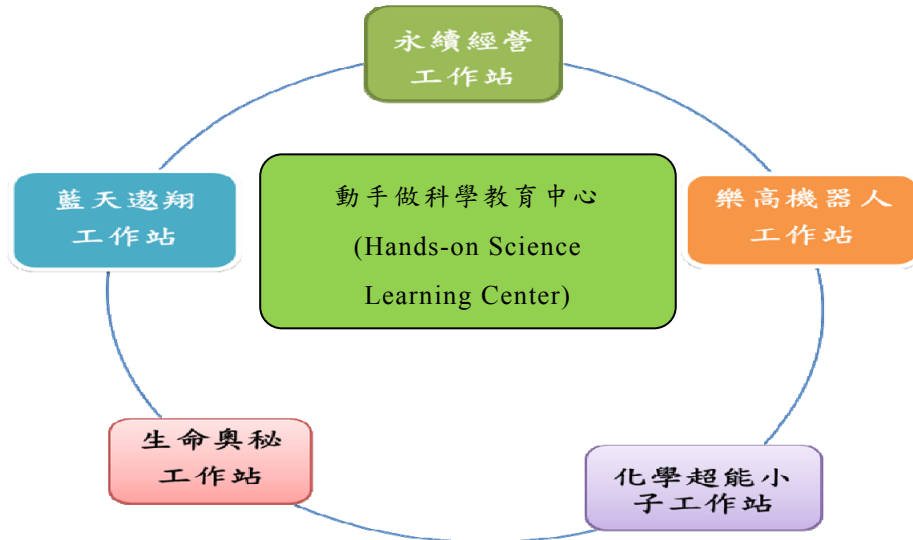 永續經營
工作站
藍天遨翔
工作站
動手做科學教育中心
(Hands-on Science
Learning Center)
樂高機器人
工作站
生命奧秘
工作站
化學超能小
子工作站